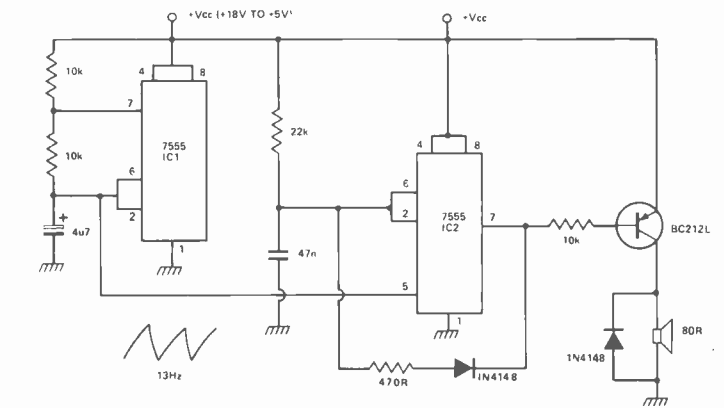 +Vcc (+18V TO +5V)
+Vcc
10k
4
8
7
7555
IC1
10k
6
2
1
+
4u7
22k
4
8
6
2
7555
IC2
7
5
1
47n
10k
BC212L
13Hz
470R
1N4148
1N4148
80R